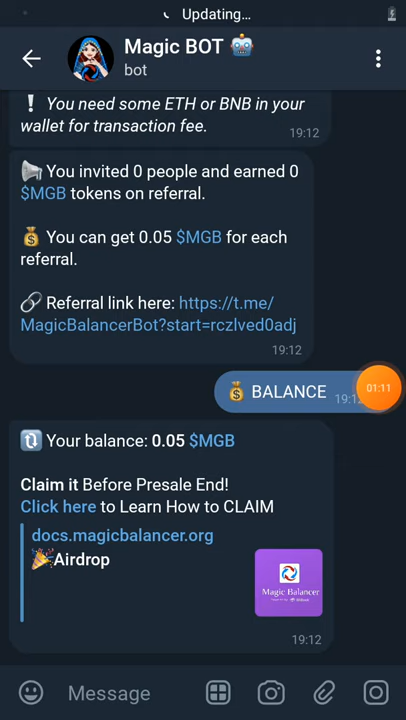 Updating...
Magic BOT
bot
You need some ETH or BNB in your
wallet for transaction fee.
19:12
You invited 0 people and earned 0
$MGB tokens on referral.
You can get 0.05 $MGB for each
referral.
Referral link here: https://t.me/
MagicBalancerBot?start=rczlved0adj
19:12
BALANCE
19:12
01:11
Your balance: 0.05 $MGB
Claim it Before Presale End!
Click here to Learn How to CLAIM
docs.magicbalancer.org
Airdrop
Magic Balancer
19:12
Message